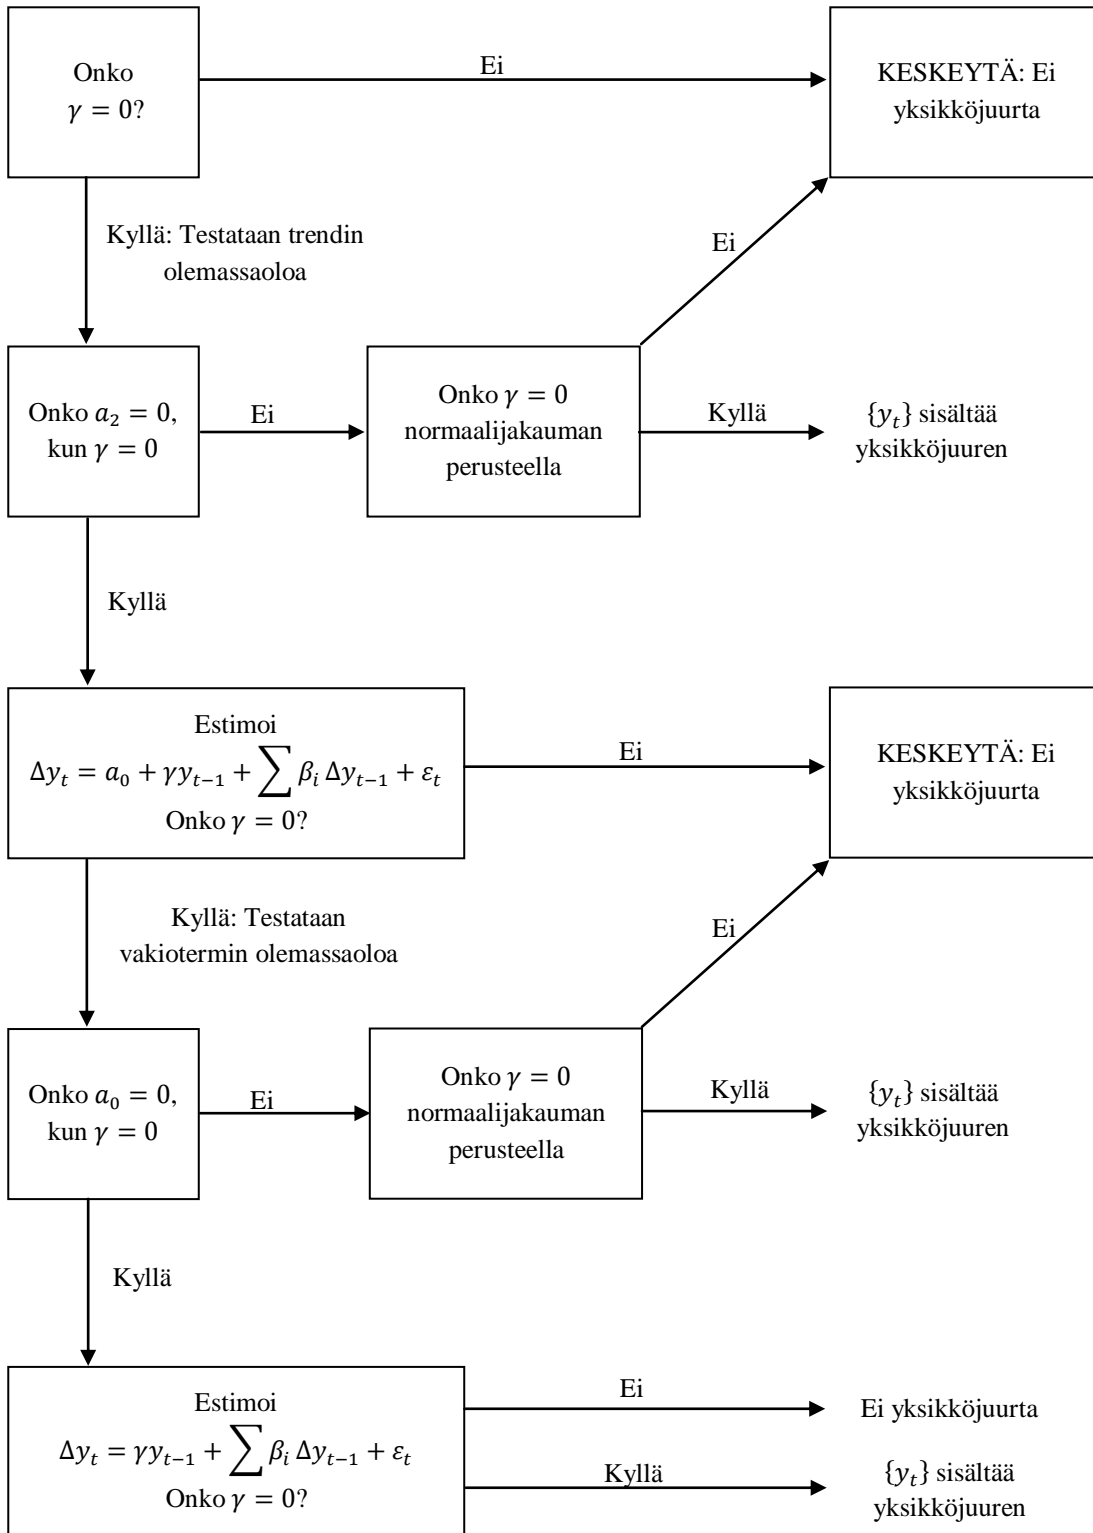 Onko
γ = 0?
Ei
KESKEYTÄ: Ei
yksikköjuurta
Kyllä: Testataan trendin
olemassaoloa
Ei
Onko a₂ = 0,
kun γ = 0
Ei
Onko γ = 0
normaalijakauman
perusteella
Kyllä
{yₜ} sisältää
yksikköjuuren
Kyllä
Estimoi
Δyₜ = a₀ + γyₜ₋₁ + ∑ βᵢ Δyₜ₋₁ + εₜ
Onko γ = 0?
Ei
KESKEYTÄ: Ei
yksikköjuurta
Kyllä: Testataan
vakiotermin olemassaoloa
Ei
Onko a₀ = 0,
kun γ = 0
Ei
Onko γ = 0
normaalijakauman
perusteella
Kyllä
{yₜ} sisältää
yksikköjuuren
Kyllä
Estimoi
Δyₜ = γyₜ₋₁ + ∑ βᵢ Δyₜ₋₁ + εₜ
Onko γ = 0?
Ei
Ei yksikköjuurta
Kyllä
{yₜ} sisältää
yksikköjuuren